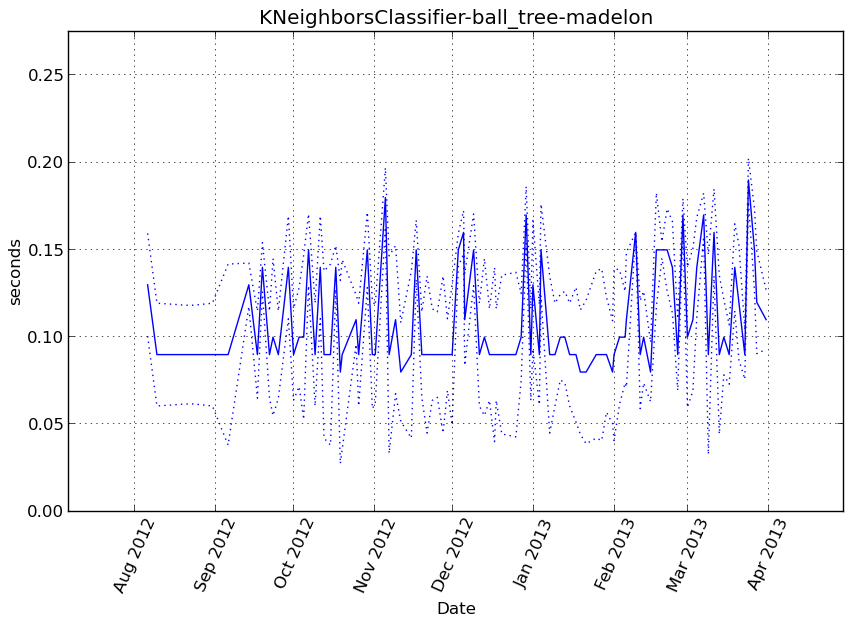 KNeighborsClassifier-ball_tree-madelon
0.25
0.20
0.15
0.10
0.05
0.00
seconds
Aug 2012
Sep 2012
Oct 2012
Nov 2012
Dec 2012
Jan 2013
Feb 2013
Mar 2013
Apr 2013
Date